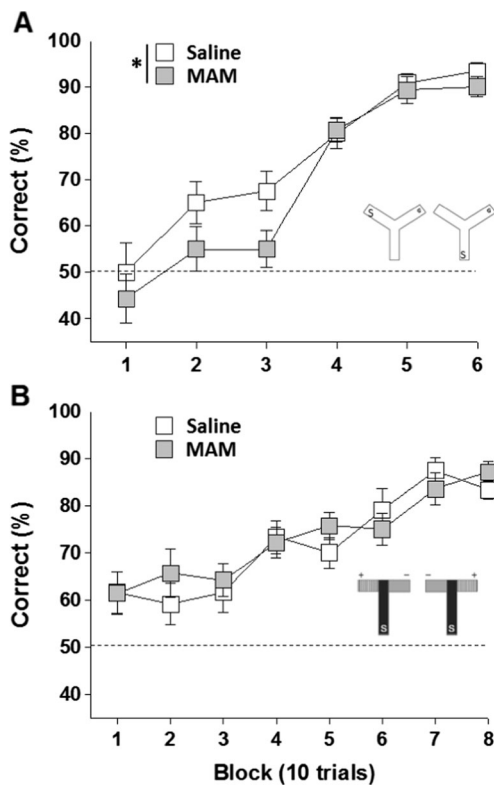 A
100
90
80
70
60
50
40
Correct (%)
*
Saline
MAM
S
S
1 2 3 4 5 6
B
100
90
80
70
60
50
40
Correct (%)
Saline
MAM
+ − − +
S S
1 2 3 4 5 6 7 8
Block (10 trials)